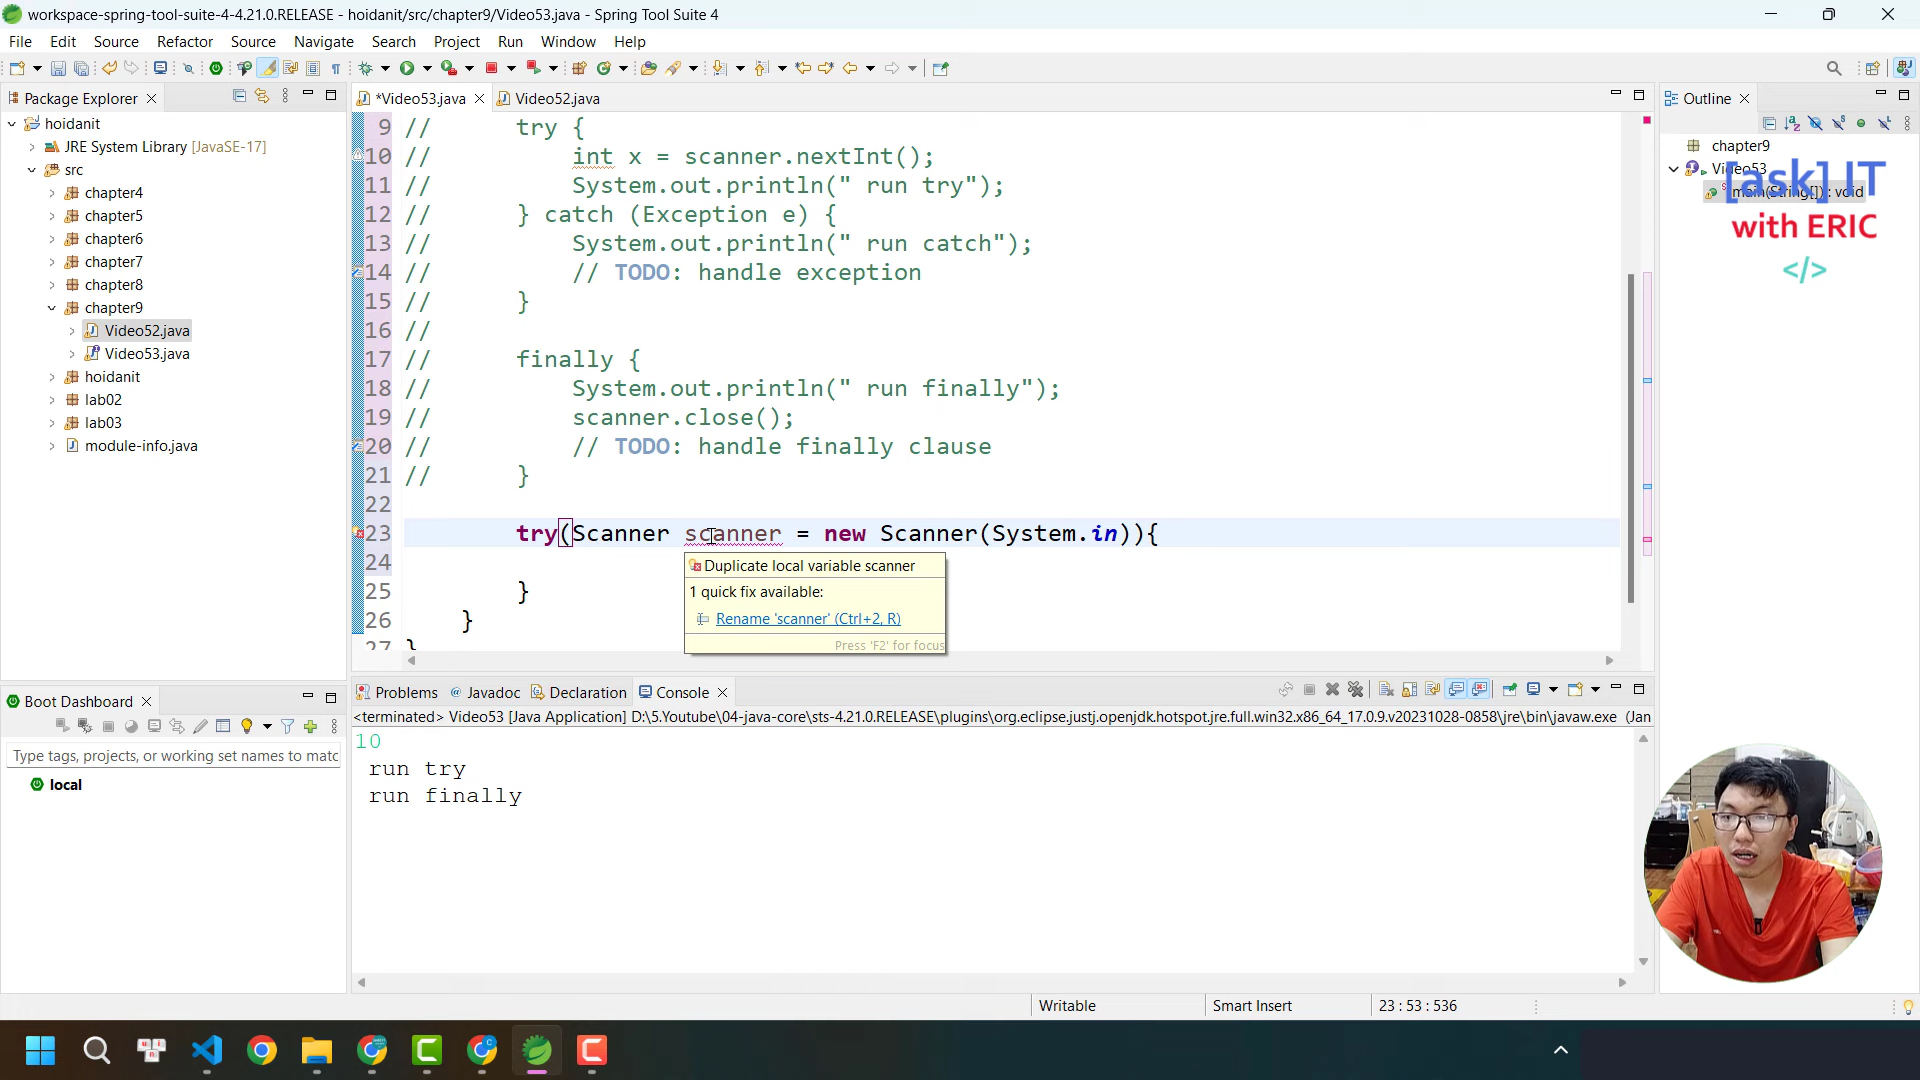 workspace-spring-tool-suite-4-4.21.0.RELEASE - hoidanit/src/chapter9/Video53.java - Spring Tool Suite 4
File Edit Source Refactor Source Navigate Search Project Run Window Help
Package Explorer
*Video53.java
Video52.java
Outline
hoidanit
JRE System Library [JavaSE-17]
src
chapter4
chapter5
chapter6
chapter7
chapter8
chapter9
Video52.java
Video53.java
hoidanit
lab02
lab03
module-info.java
9 // try {
10 // int x = scanner.nextInt();
11 // System.out.println(" run try");
12 // } catch (Exception e) {
13 // System.out.println(" run catch");
14 // // TODO: handle exception
15 // }
16 //
17 // finally {
18 // System.out.println(" run finally");
19 // scanner.close();
20 // // TODO: handle finally clause
21 // }
22
23 try(Scanner scanner = new Scanner(System.in)){
24
25 }
26 }
27 }
Duplicate local variable scanner
1 quick fix available:
Rename 'scanner' (Ctrl+2, R)
Press 'F2' for focus
chapter9
Video53
main(String[]) : void
[ask] IT
with ERIC
</>
Boot Dashboard
Type tags, projects, or working set names to matc
local
Problems @ Javadoc Declaration Console
<terminated> Video53 [Java Application] D:\5.Youtube\04-java-core\sts-4.21.0.RELEASE\plugins\org.eclipse.justj.openjdk.hotspot.jre.full.win32.x86_64_17.0.9.v20231028-0858\jre\bin\javaw.exe (Jan
10
run try
run finally
Writable
Smart Insert
23 : 53 : 536